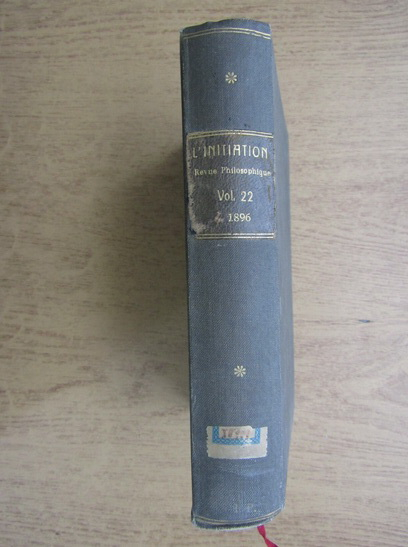 L'INITIATION
Revue Philosophique
Vol. 22
1896